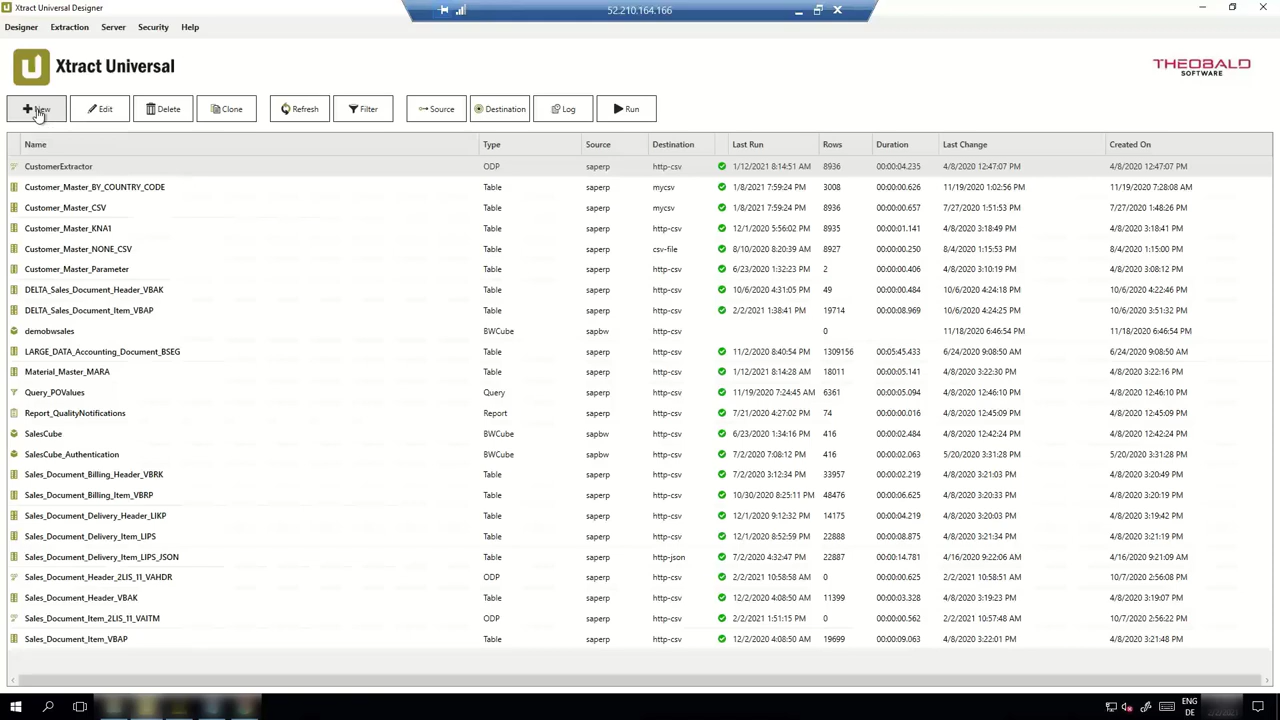 Xtract Universal Designer
52.210.164.166
Designer Extraction Server Security Help
Xtract Universal
THEOBALD
SOFTWARE
New Edit Delete Clone Refresh Filter Source Destination Log Run
Name Type Source Destination Last Run Rows Duration Last Change Created On
CustomerExtractor ODP saperp http-csv 1/12/2021 8:14:51 AM 8936 00:00:04.235 4/8/2020 12:47:07 PM 4/8/2020 12:47:07 PM
Customer_Master_BY_COUNTRY_CODE Table saperp mycsv 1/8/2021 7:59:24 PM 3008 00:00:00.626 11/19/2020 1:02:56 PM 11/19/2020 7:28:08 AM
Customer_Master_CSV Table saperp mycsv 1/8/2021 7:59:24 PM 8936 00:00:00.657 7/27/2020 1:51:53 PM 7/27/2020 1:48:26 PM
Customer_Master_KNA1 Table saperp http-csv 12/1/2020 5:56:02 PM 8935 00:00:01.141 4/8/2020 3:18:49 PM 4/8/2020 3:18:41 PM
Customer_Master_NONE_CSV Table saperp csv-file 8/10/2020 8:20:39 AM 8927 00:00:00.250 8/4/2020 1:15:53 PM 8/4/2020 1:15:00 PM
Customer_Master_Parameter Table saperp http-csv 6/23/2020 1:32:23 PM 2 00:00:00.406 4/8/2020 3:10:19 PM 4/8/2020 3:08:12 PM
DELTA_Sales_Document_Header_VBAK Table saperp http-csv 10/6/2020 4:31:05 PM 49 00:00:00.484 10/6/2020 4:24:18 PM 10/6/2020 4:22:46 PM
DELTA_Sales_Document_Item_VBAP Table saperp http-csv 2/2/2021 1:38:41 PM 19714 00:00:08.969 10/6/2020 4:24:25 PM 10/6/2020 3:51:32 PM
demobwsales BWCube sapbw http-csv 0 11/18/2020 6:46:54 PM 11/18/2020 6:46:54 PM
LARGE_DATA_Accounting_Document_BSEG Table saperp http-csv 11/2/2020 8:40:54 PM 1309156 00:05:45.433 6/24/2020 9:08:50 AM 6/24/2020 9:08:50 AM
Material_Master_MARA Table saperp http-csv 1/12/2021 8:14:28 AM 18011 00:00:05.141 4/8/2020 3:22:30 PM 4/8/2020 3:22:16 PM
Query_POValues Query saperp http-csv 11/19/2020 7:24:45 AM 6361 00:00:05.094 4/8/2020 12:46:10 PM 4/8/2020 12:46:10 PM
Report_QualityNotifications Report saperp http-csv 7/21/2020 4:27:02 PM 74 00:00:00.016 4/8/2020 12:45:09 PM 4/8/2020 12:45:09 PM
SalesCube BWCube sapbw http-csv 6/23/2020 1:34:16 PM 416 00:00:02.484 4/8/2020 12:42:24 PM 4/8/2020 12:42:24 PM
SalesCube_Authentication BWCube sapbw http-csv 7/2/2020 7:08:12 PM 416 00:00:02.063 5/20/2020 3:31:28 PM 5/20/2020 3:31:28 PM
Sales_Document_Billing_Header_VBRK Table saperp http-csv 7/2/2020 3:12:34 PM 33957 00:00:02.219 4/8/2020 3:21:03 PM 4/8/2020 3:20:49 PM
Sales_Document_Billing_Item_VBRP Table saperp http-csv 10/30/2020 8:25:11 PM 48476 00:00:06.625 4/8/2020 3:20:33 PM 4/8/2020 3:20:19 PM
Sales_Document_Delivery_Header_LIKP Table saperp http-csv 12/1/2020 9:12:32 PM 14175 00:00:04.219 4/8/2020 3:20:03 PM 4/8/2020 3:19:42 PM
Sales_Document_Delivery_Item_LIPS Table saperp http-csv 12/1/2020 8:52:59 PM 22888 00:00:08.875 4/8/2020 3:21:34 PM 4/8/2020 3:21:19 PM
Sales_Document_Delivery_Item_LIPS_JSON Table saperp http-json 7/2/2020 4:32:47 PM 22887 00:00:14.781 4/16/2020 9:22:06 AM 4/16/2020 9:21:09 AM
Sales_Document_Header_2LIS_11_VAHDR ODP saperp http-csv 2/2/2021 10:58:58 AM 0 00:00:00.625 2/2/2021 10:58:51 AM 10/7/2020 2:56:08 PM
Sales_Document_Header_VBAK Table saperp http-csv 12/2/2020 4:08:50 AM 11399 00:00:03.328 4/8/2020 3:19:23 PM 4/8/2020 3:19:07 PM
Sales_Document_Item_2LIS_11_VAITM ODP saperp http-csv 2/2/2021 1:51:15 PM 0 00:00:00.562 2/2/2021 10:57:48 AM 10/7/2020 2:56:22 PM
Sales_Document_Item_VBAP Table saperp http-csv 12/2/2020 4:08:50 AM 19699 00:00:09.063 4/8/2020 3:22:01 PM 4/8/2020 3:21:48 PM
ENG
DE